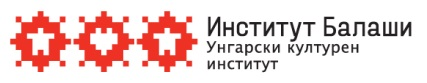 Институт Балаши
Унгарски културен
институт